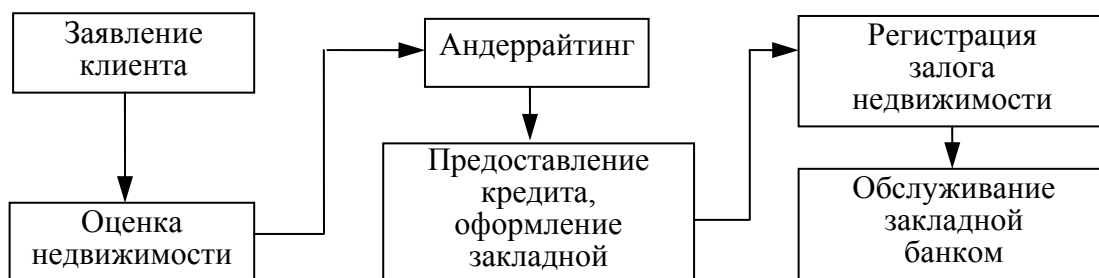 Заявление
клиента
Оценка
недвижимости
Андеррайтинг
Предоставление
кредита,
оформление
закладной
Регистрация
залога
недвижимости
Обслуживание
закладной
банком